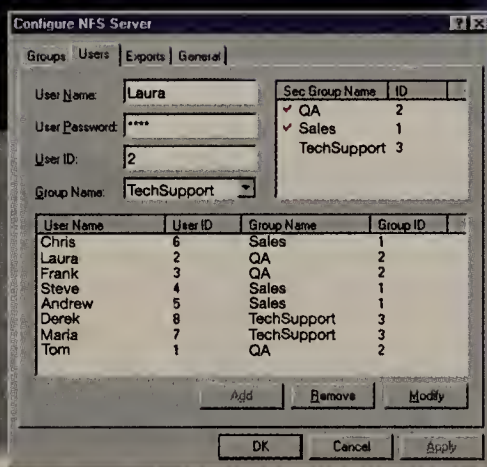 Configure NFS Server
Groups Users Exports General
User Name: Laura
User Password: ****
User ID: 2
Group Name: TechSupport
Sec Group Name ID
QA 2
Sales 1
TechSupport 3
User Name User ID Group Name Group ID
Chris 6 Sales 1
Laura 2 QA 2
Frank 3 QA 2
Steve 4 Sales 1
Andrew 5 Sales 1
Derek 8 TechSupport 3
Maria 7 TechSupport 3
Tom 1 QA 2
Add Remove Modify
OK Cancel Apply